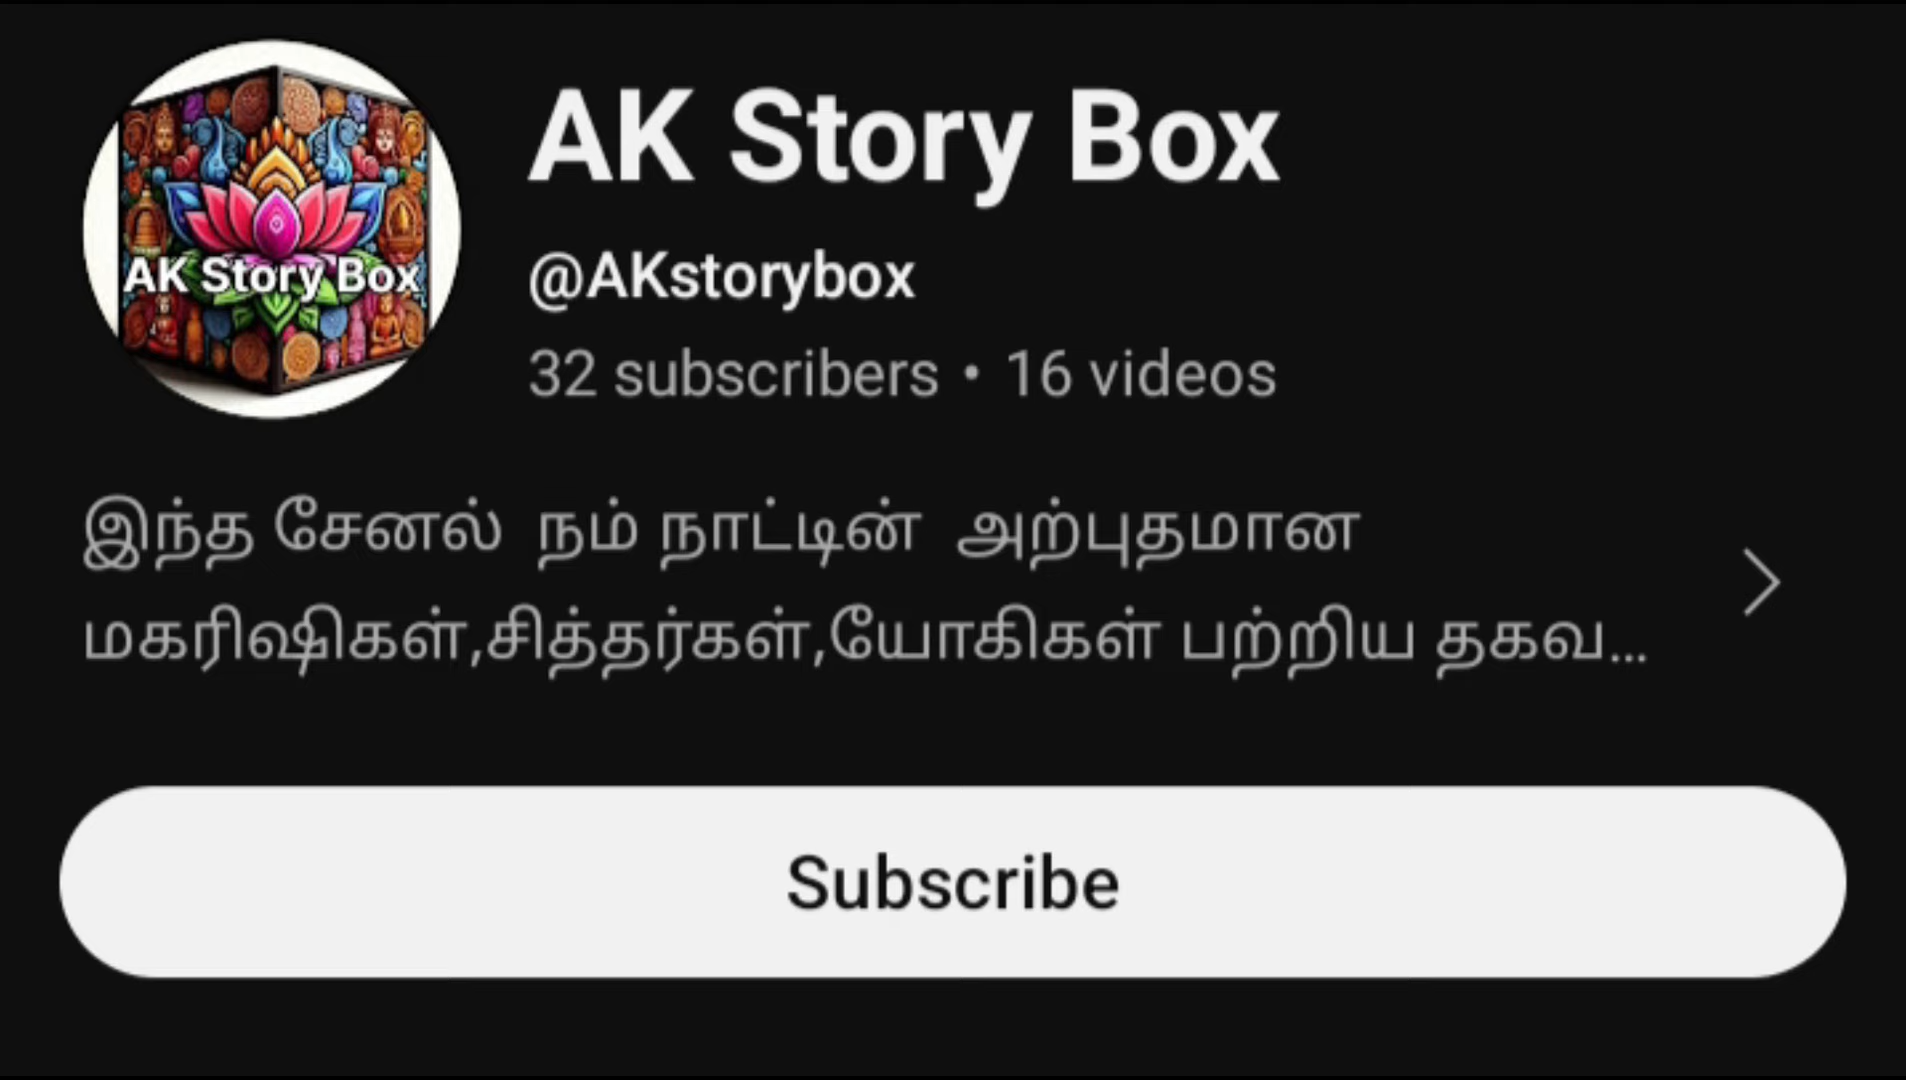 AK Story Box
AK Story Box
@AKstorybox
32 subscribers • 16 videos
இந்த சேனல் நம் நாட்டின் அற்புதமான
மகரிஷிகள்,சித்தர்கள்,யோகிகள் பற்றிய தகவ...
Subscribe